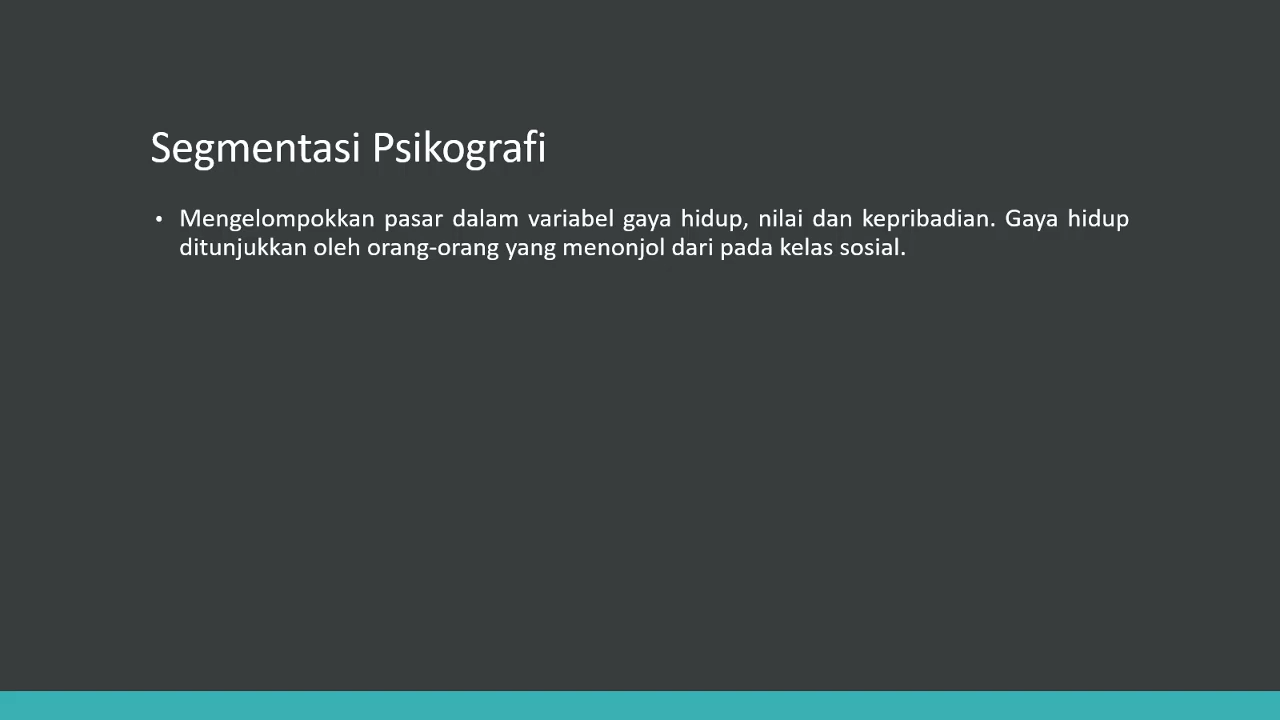 Segmentasi Psikografi
• Mengelompokkan pasar dalam variabel gaya hidup, nilai dan kepribadian. Gaya hidup
ditunjukkan oleh orang-orang yang menonjol dari pada kelas sosial.